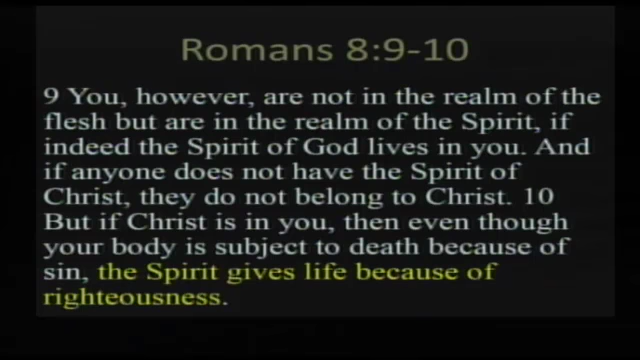 Romans 8:9-10
9 You, however, are not in the realm of the
flesh but are in the realm of the Spirit, if
indeed the Spirit of God lives in you. And
if anyone does not have the Spirit of
Christ, they do not belong to Christ. 10
But if Christ is in you, then even though
your body is subject to death because of
sin, the Spirit gives life because of
righteousness.